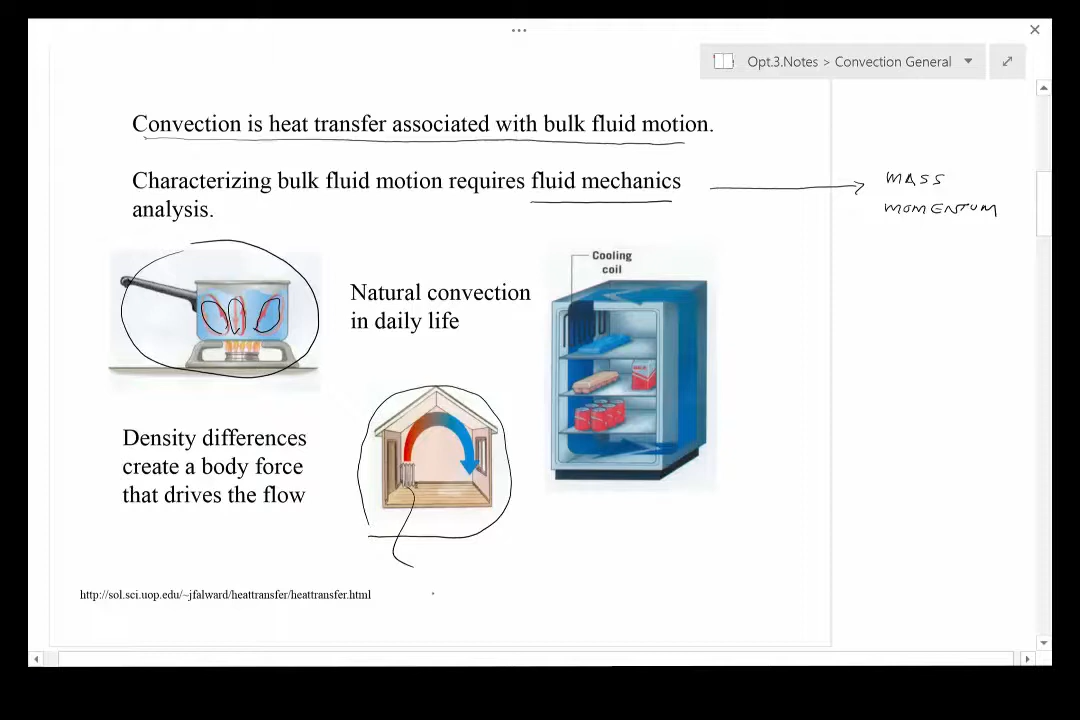 Opt.3.Notes > Convection General
Convection is heat transfer associated with bulk fluid motion.
Characterizing bulk fluid motion requires fluid mechanics
analysis.
MASS
MOMENTUM
Cooling
coil
Natural convection
in daily life
Density differences
create a body force
that drives the flow
http://sol.sci.uop.edu/~jfalward/heattransfer/heattransfer.html